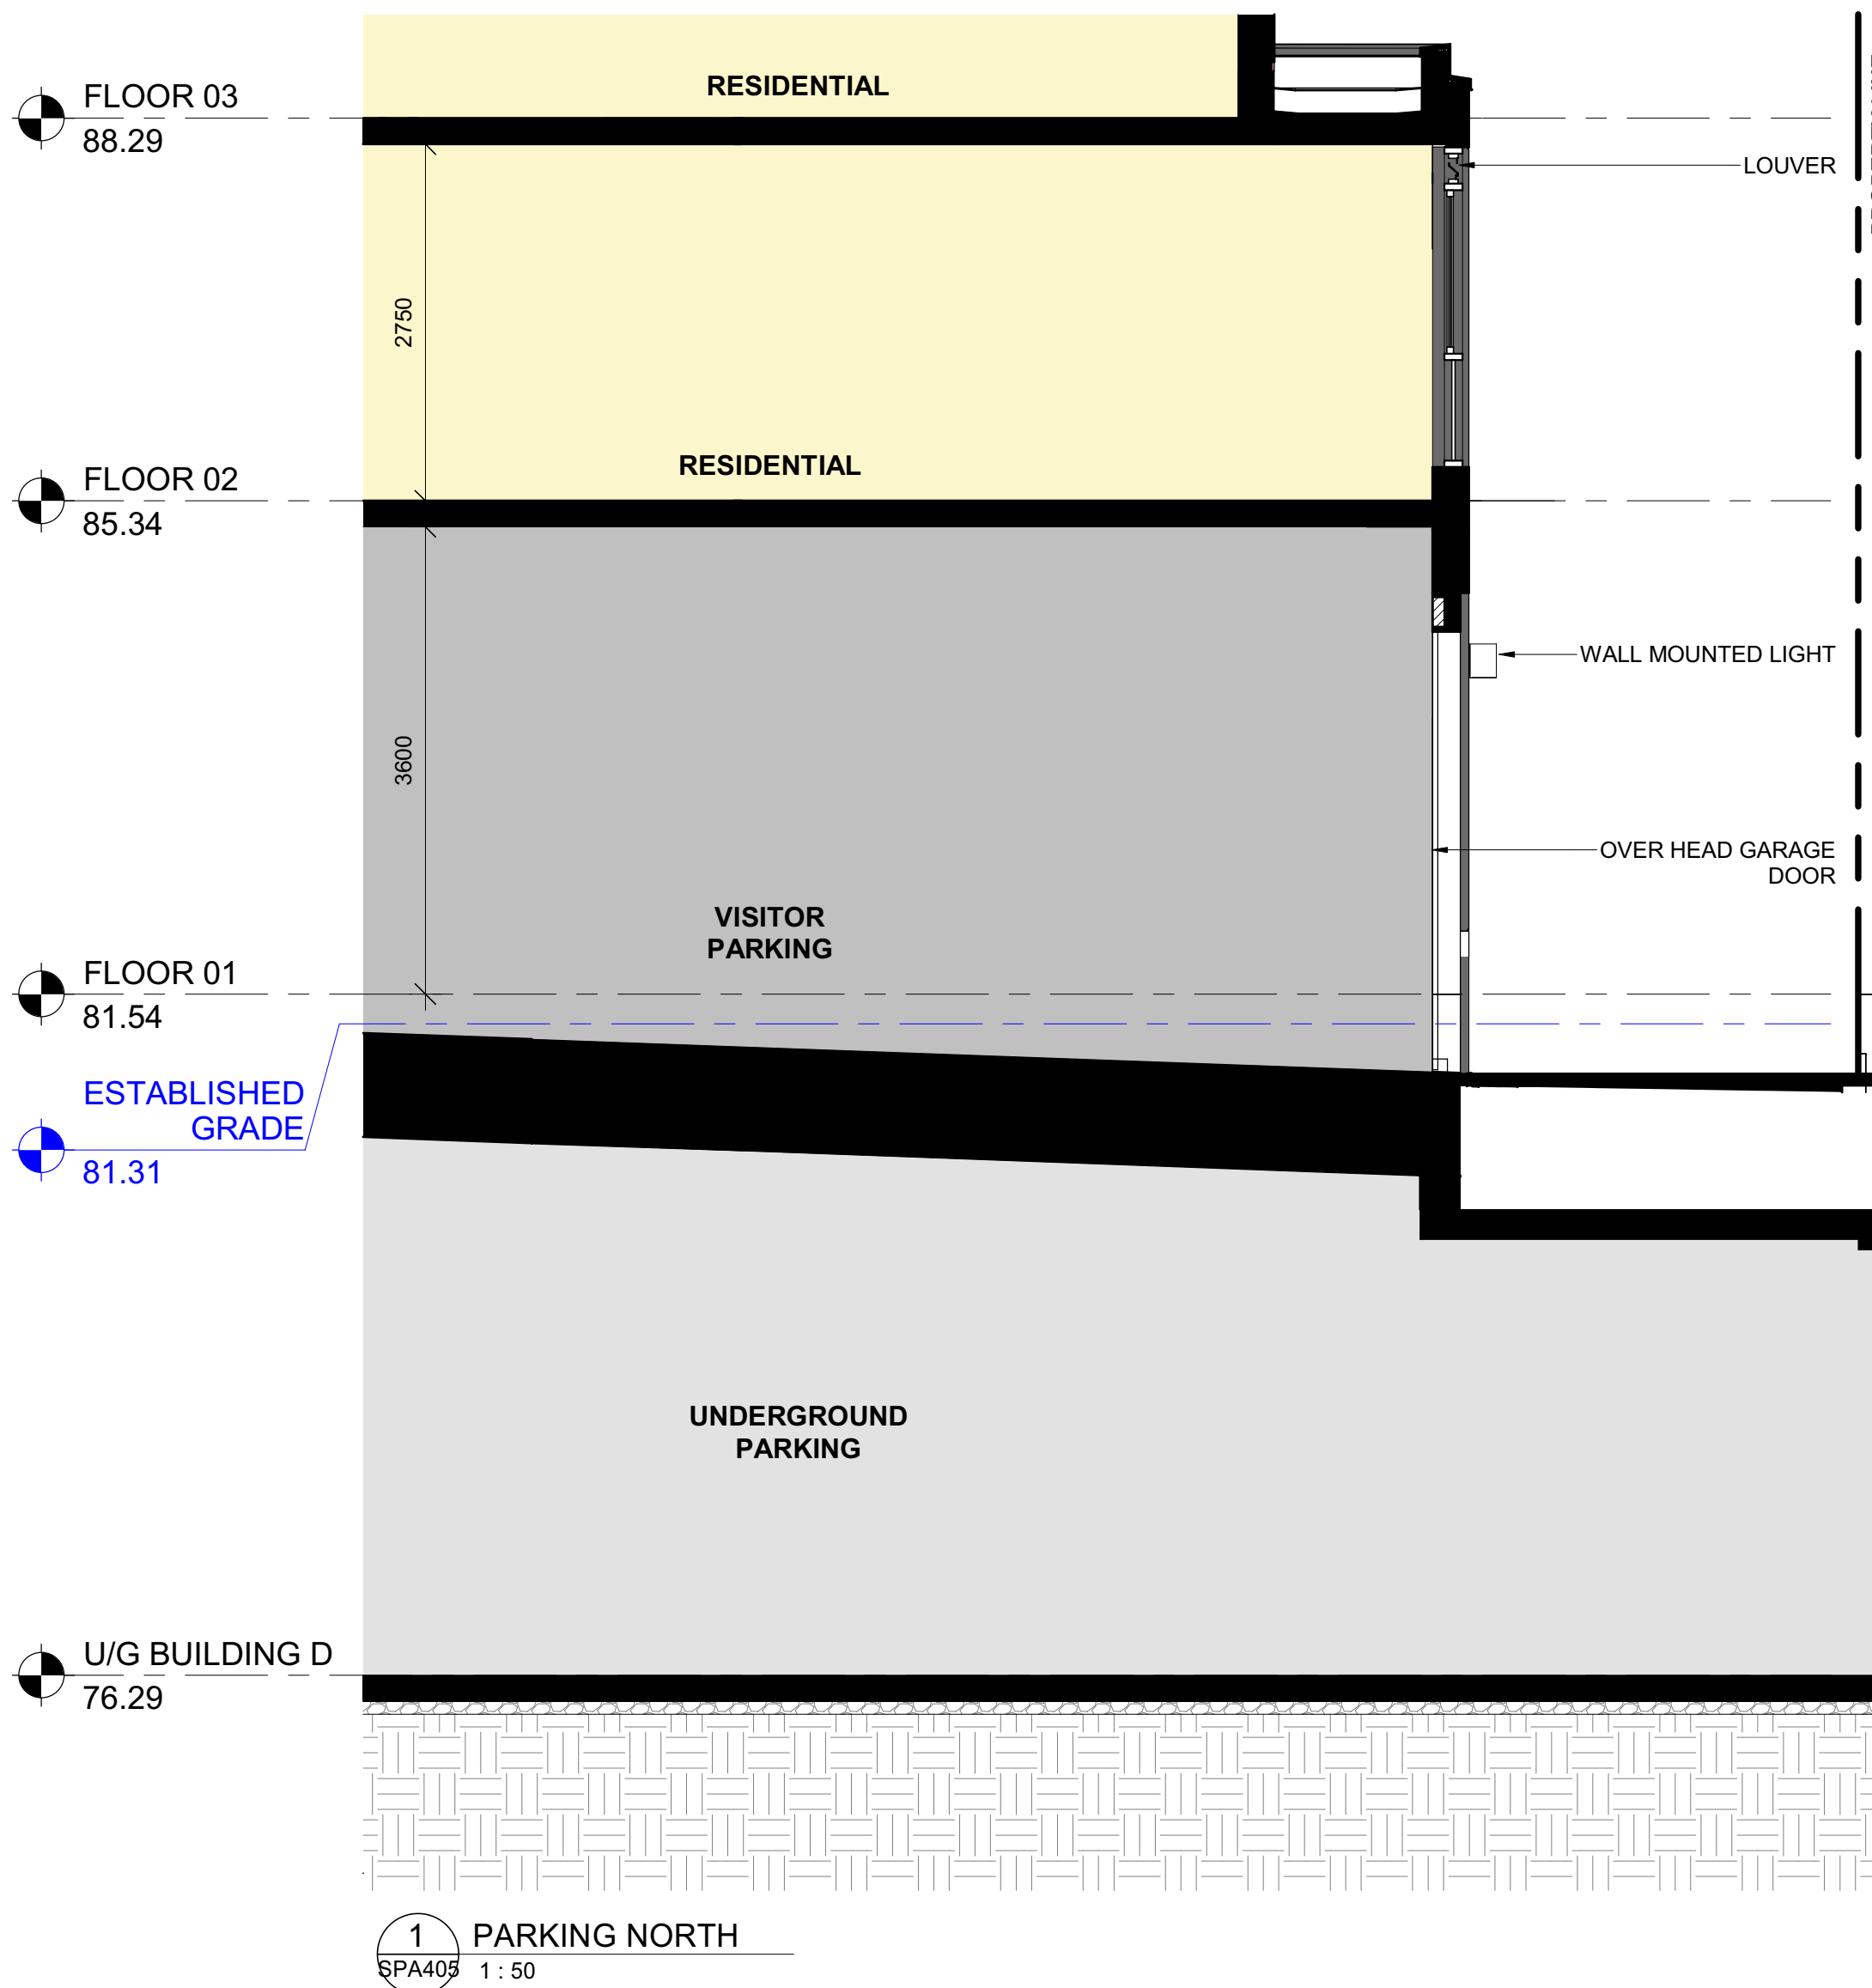 RESIDENTIAL
FLOOR 03
88.29
LOUVER
2750
RESIDENTIAL
FLOOR 02
85.34
WALL MOUNTED LIGHT
3600
OVER HEAD GARAGE
DOOR
VISITOR
PARKING
FLOOR 01
81.54
ESTABLISHED
GRADE
81.31
UNDERGROUND
PARKING
U/G BUILDING D
76.29
1
PARKING NORTH
SPA405
1 : 50